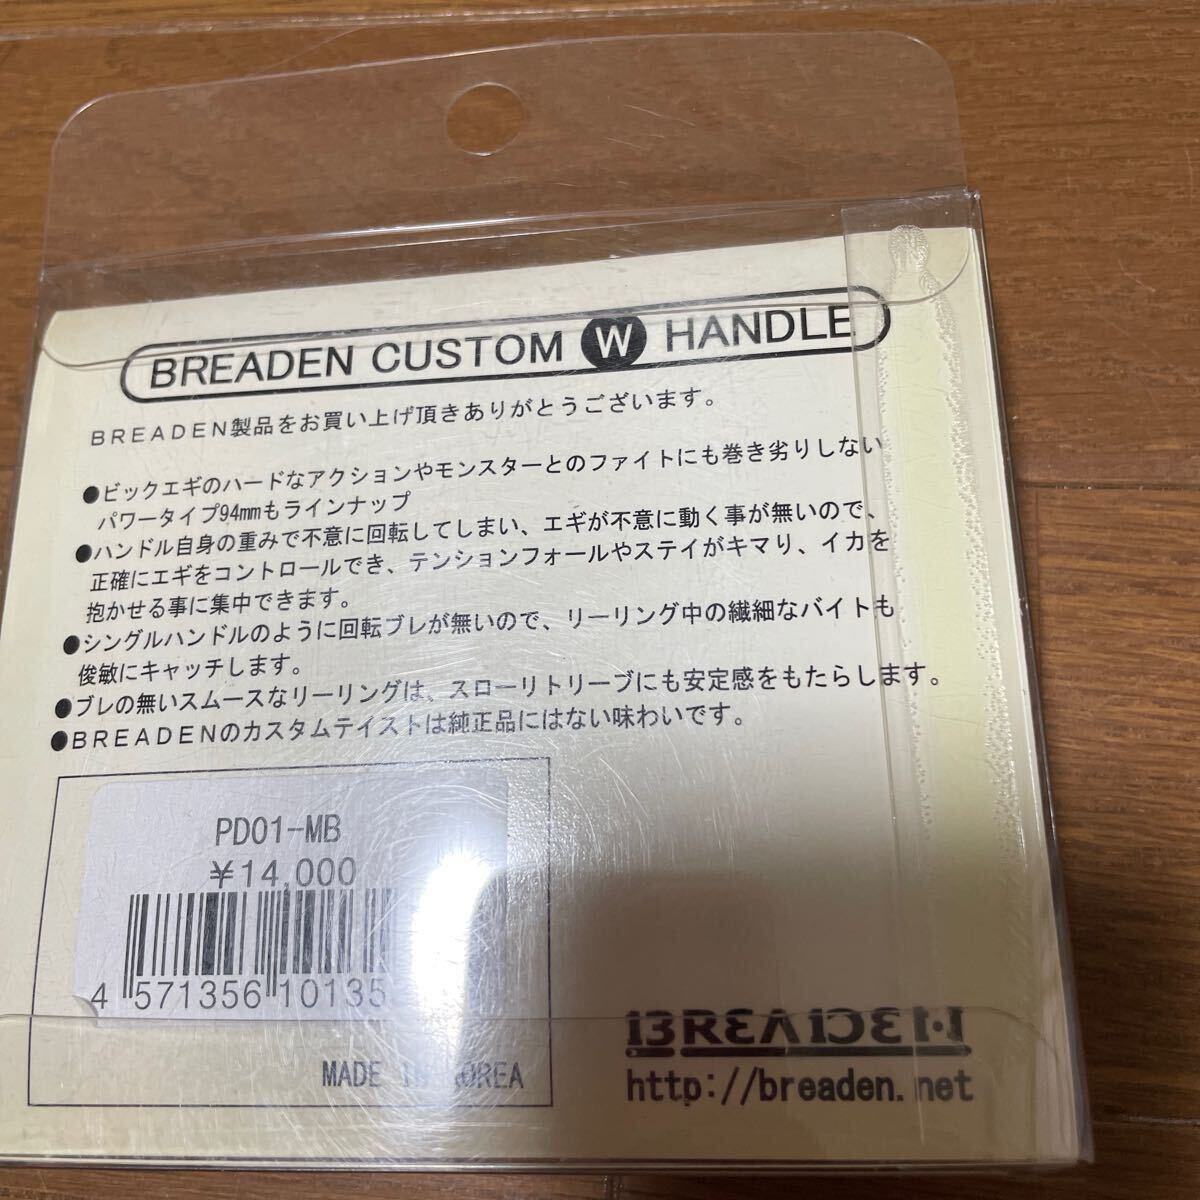 BREADEN CUSTOM W HANDLE
BREADEN製品をお買い上げ頂きありがとうございます。
●ビックエギのハードなアクションやモンスターとのファイトにも巻き劣りしない
パワータイプ94mmもラインナップ
●ハンドル自身の重みで不意に回転してしまい、エギが不意に動く事が無いので、
正確にエギをコントロールでき、テンションフォールやステイがキマり、イカを
抱かせる事に集中できます。
●シングルハンドルのように回転ブレが無いので、リーリング中の繊細なバイトも
俊敏にキャッチします。
●ブレの無いスムースなリーリングは、スローリトリーブにも安定感をもたらします。
●BREADENのカスタムテイストは純正品にはない味わいです。
PD01-MB
¥14,000
4 571356 10135
MADE IN KOREA
BREADEN
http://breaden.net